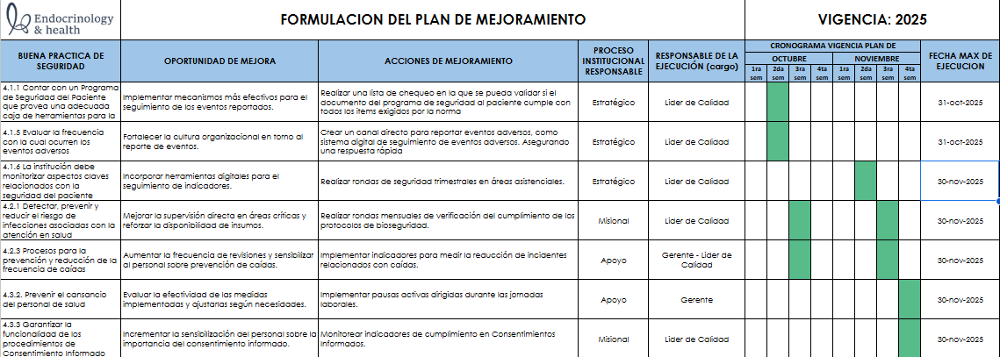 Endocrinology
& health
FORMULACION DEL PLAN DE MEJORAMIENTO
VIGENCIA: 2025
BUENA PRACTICA DE
SEGURIDAD
OPORTUNIDAD DE MEJORA
ACCIONES DE MEJORAMIENTO
PROCESO
INSTITUCIONAL
RESPONSABLE
RESPONSABLE DE LA
EJECUCIÓN (cargo)
CRONOGRAMA VIGENCIA PLAN DE
OCTUBRE
NOVIEMBRE
1ra
sem
2da
sem
3ra
sem
4ta
sem
1ra
sem
2da
sem
3ra
sem
4ta
sem
FECHA MAX DE
EJECUCION
4.1.1 Contar con un Programa
de Seguridad del Paciente
que provea una adecuada
caja de herramientas para la
Implementar mecanismos más efectivos para el
seguimiento de los eventos reportados.
Realizar una lista de chequeo en la que se pueda validar si el
documento del programa de seguridad al paciente cumple con
todos los items exigidos por la norma
Estratégico
Lider de Calidad
31-oct-2025
4.1.5 Evaluar la frecuencia
con la cual ocurren los
eventos adversos
Fortalecer la cultura organizacional en torno al
reporte de eventos.
Crear un canal directo para reportar eventos adversos, como
sistema digital de seguimiento de eventos adversos. Asegurando
una respuesta rápida
Estratégico
Lider de Calidad
31-oct-2025
4.1.6 La institución debe
monitorizar aspectos claves
relacionados con la
seguridad del paciente
Incorporar herramientas digitales para el
seguimiento de indicadores.
Realizar rondas de seguridad trimestrales en áreas asistenciales.
Estratégico
Lider de Calidad
30-nov-2025
4.2.1 Detectar, prevenir y
reducir el riesgo de
infecciones asociadas con la
atención en salud
Mejorar la supervisión directa en áreas críticas y
reforzar la disponibilidad de insumos.
Realizar rondas mensuales de verificación del cumplimiento de los
protocolos de bioseguridad.
Misional
Lider de Calidad
30-nov-2025
4.2.3 Procesos para la
prevención y reducción de la
frecuencia de caídas
Aumentar la frecuencia de revisiones y sensibilizar
al personal sobre prevención de caídas.
Implementar indicadores para medir la reducción de incidentes
relacionados con caídas.
Apoyo
Gerente - Lider de
Calidad
30-nov-2025
4.3.2. Prevenir el cansancio
del personal de salud
Evaluar la efectividad de las medidas
implementadas y ajustarlas según necesidades.
Implementar pausas activas dirigidas durante las jornadas
laborales.
Apoyo
Gerente
30-nov-2025
4.3.3 Garantizar la
funcionalidad de los
procedimientos de
Consentimiento Informado
Incrementar la sensibilización del personal sobre la
importancia del consentimiento informado.
Monitorear indicadores de cumplimiento en Consentimientos
Informados.
Misional
Lider de Calidad
30-nov-2025